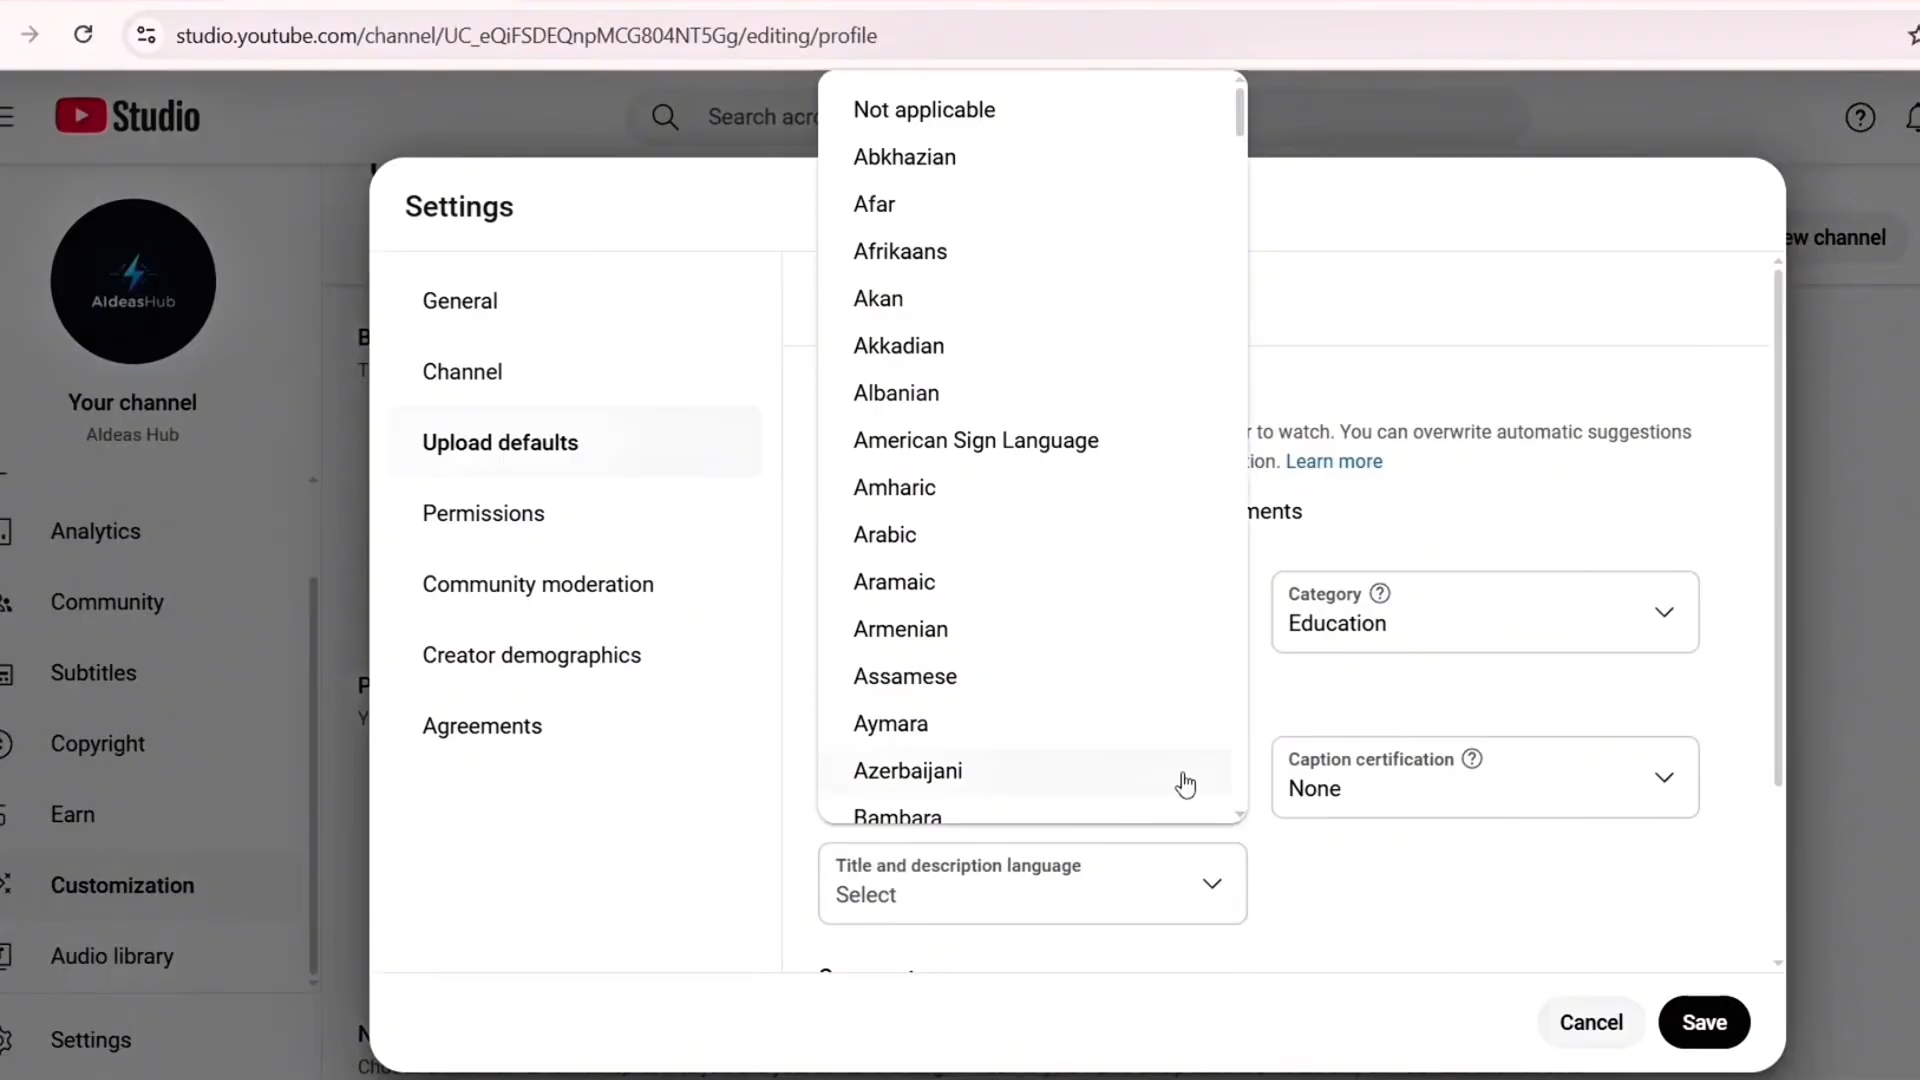 studio.youtube.com/channel/UC_eQiFSDEQnpMCG804NT5Gg/editing/profile
Studio
Search acro
ew channel
AIdeasHub
Your channel
AIdeas Hub
Analytics
Community
Subtitles
Copyright
Earn
Customization
Audio library
Settings
Settings
General
Channel
Upload defaults
Permissions
Community moderation
Creator demographics
Agreements
Not applicable
Abkhazian
Afar
Afrikaans
Akan
Akkadian
Albanian
American Sign Language
Amharic
Arabic
Aramaic
Armenian
Assamese
Aymara
Azerbaijani
Bambara
r to watch. You can overwrite automatic suggestions
tion. Learn more
ments
Category
Education
Caption certification
None
Title and description language
Select
Cancel
Save